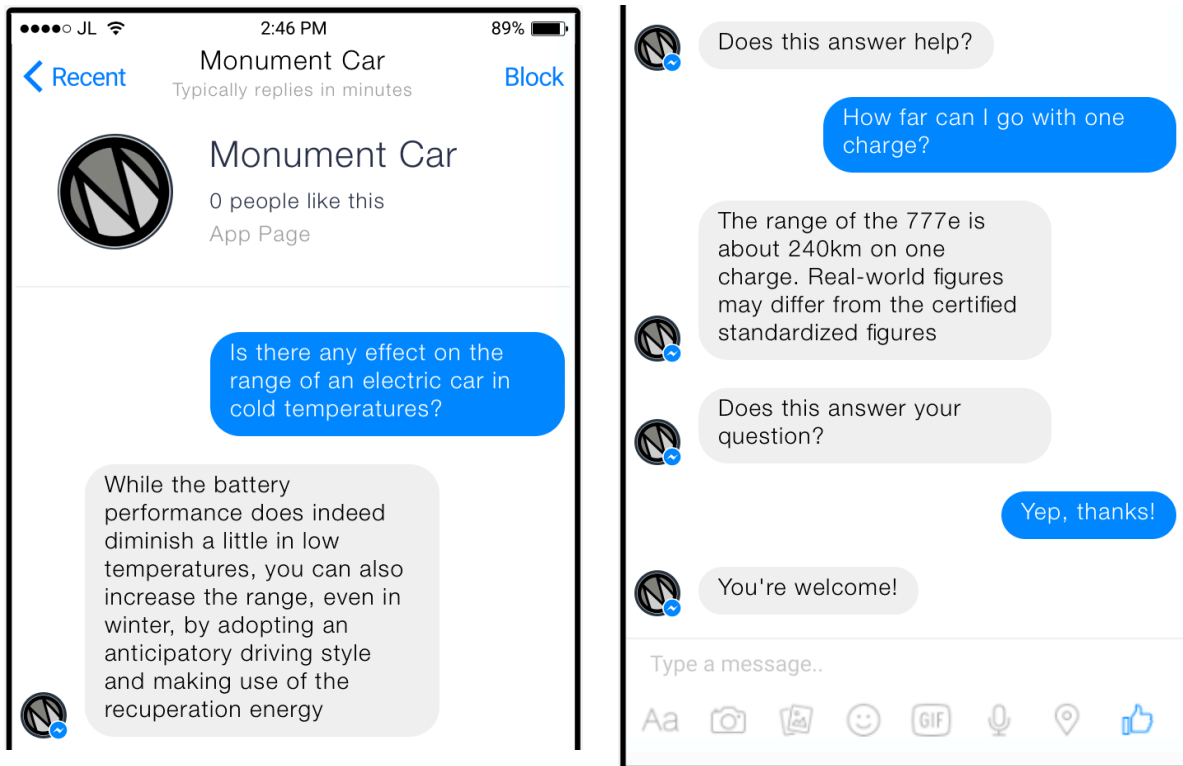 JL 2:46 PM 89%
Recent Monument Car Block
Typically replies in minutes
Monument Car
0 people like this
App Page
Is there any effect on the
range of an electric car in
cold temperatures?
While the battery
performance does indeed
diminish a little in low
temperatures, you can also
increase the range, even in
winter, by adopting an
anticipatory driving style
and making use of the
recuperation energy
Does this answer help?
How far can I go with one
charge?
The range of the 777e is
about 240km on one
charge. Real-world figures
may differ from the certified
standardized figures
Does this answer your
question?
Yep, thanks!
You're welcome!
Type a message..
Aa GIF